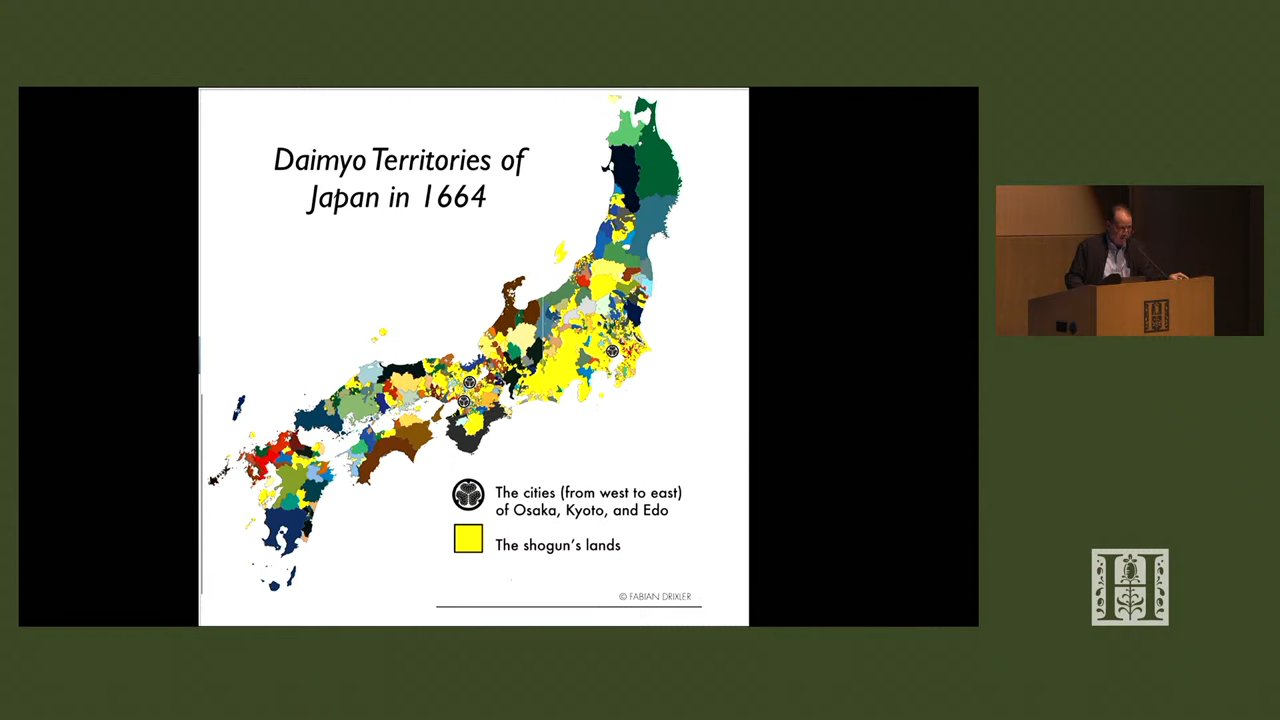 Daimyo Territories of
Japan in 1664
The cities (from west to east)
of Osaka, Kyoto, and Edo
The shogun's lands
© FABIAN DRIXLER
H
H